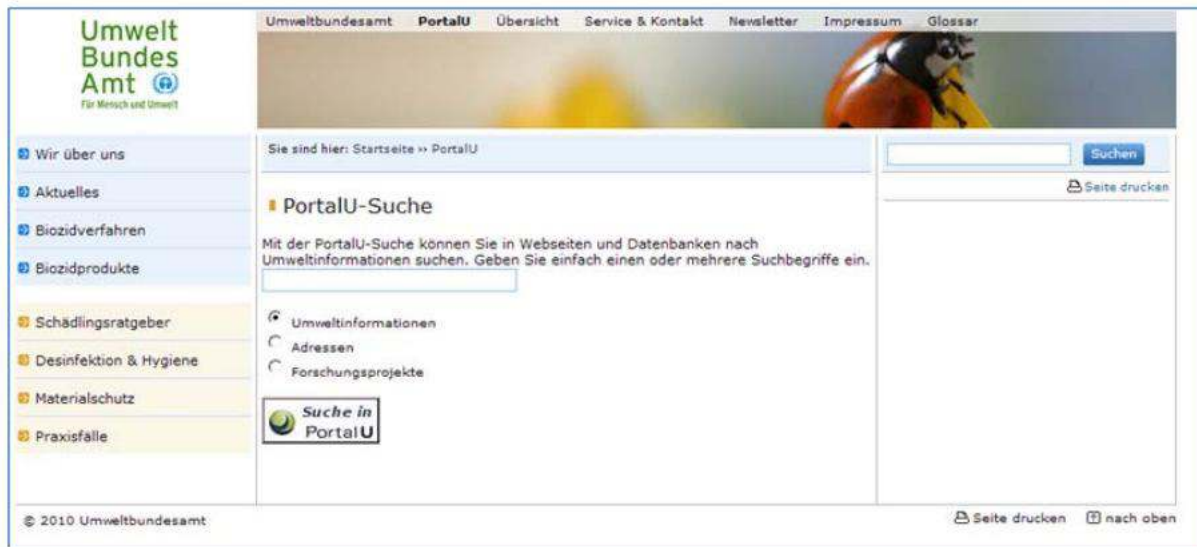 Umwelt
Bundes
Amt
Für Mensch und Umwelt
Umweltbundesamt PortalU Übersicht Service & Kontakt Newsletter Impressum Glossar
Wir über uns
Aktuelles
Biozidverfahren
Biozidprodukte
Schädlingsratgeber
Desinfektion & Hygiene
Materialschutz
Praxisfälle
Sie sind hier: Startseite ›› PortalU
PortalU-Suche
Mit der PortalU-Suche können Sie in Webseiten und Datenbanken nach
Umweltinformationen suchen. Geben Sie einfach einen oder mehrere Suchbegriffe ein.
Umweltinformationen
Adressen
Forschungsprojekte
Suche in
PortalU
Suchen
Seite drucken
© 2010 Umweltbundesamt
Seite drucken nach oben